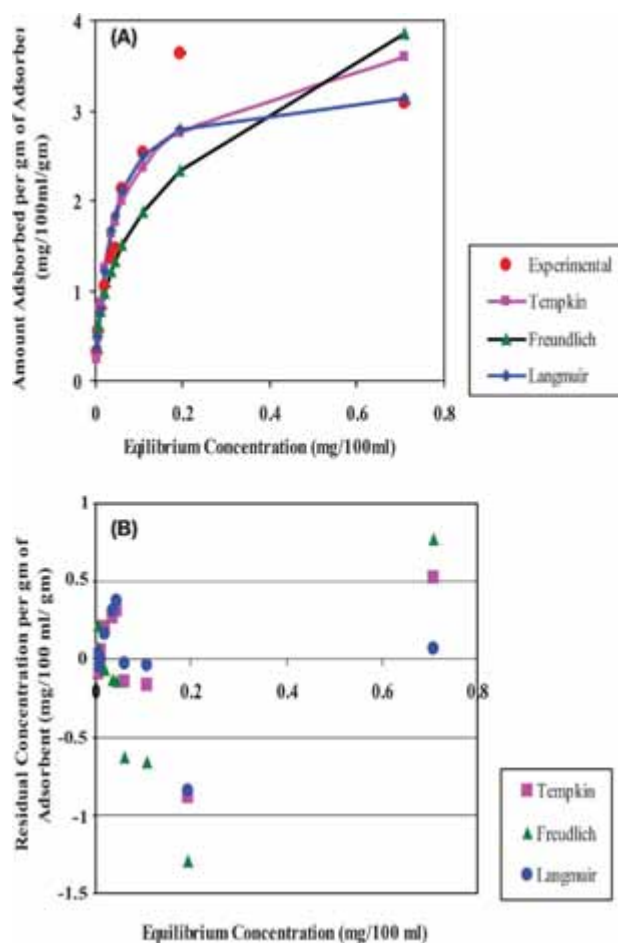 (A)
Amount Adsborbed per gm of Adsorber
(mg/100ml/gm)
4
3
2
1
0
0
0.2
0.4
0.6
0.8
Eqilibrium Concentration (mg/100ml)
Experimental
Tempkin
Freundlich
Langmuir
(B)
Residual Concentration per gm of
Adsorbent (mg/100 ml/ gm)
1
0.5
0
-0.5
-1
-1.5
0
0.2
0.4
0.6
0.8
Equilibrium Concentration (mg/100 ml)
Tempkin
Freudlich
Langmuir